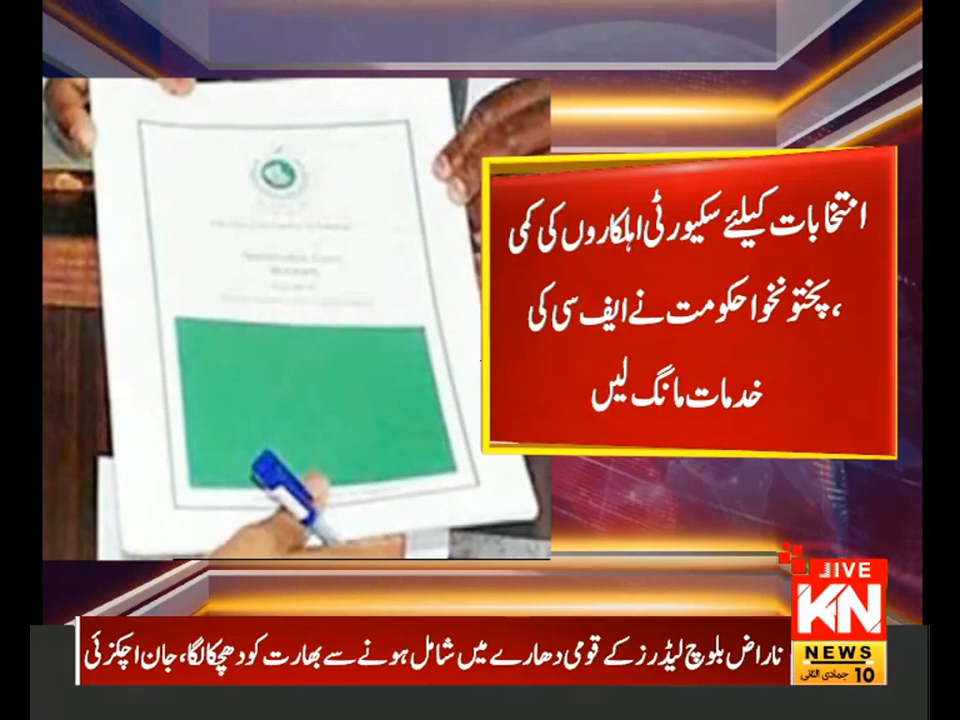 انتخابات کیلئے سکیورٹی اہلکاروں کی کمی
، پختونخوا حکومت نے ایف سی کی
خدمات مانگ لیں
LIVE
KN
NEWS
10 جمادی الثانی
ناراض بلوچ لیڈرز کے قومی دھارے میں شامل ہونے سے بھارت کو دھچکا لگا، جان اچکزئی